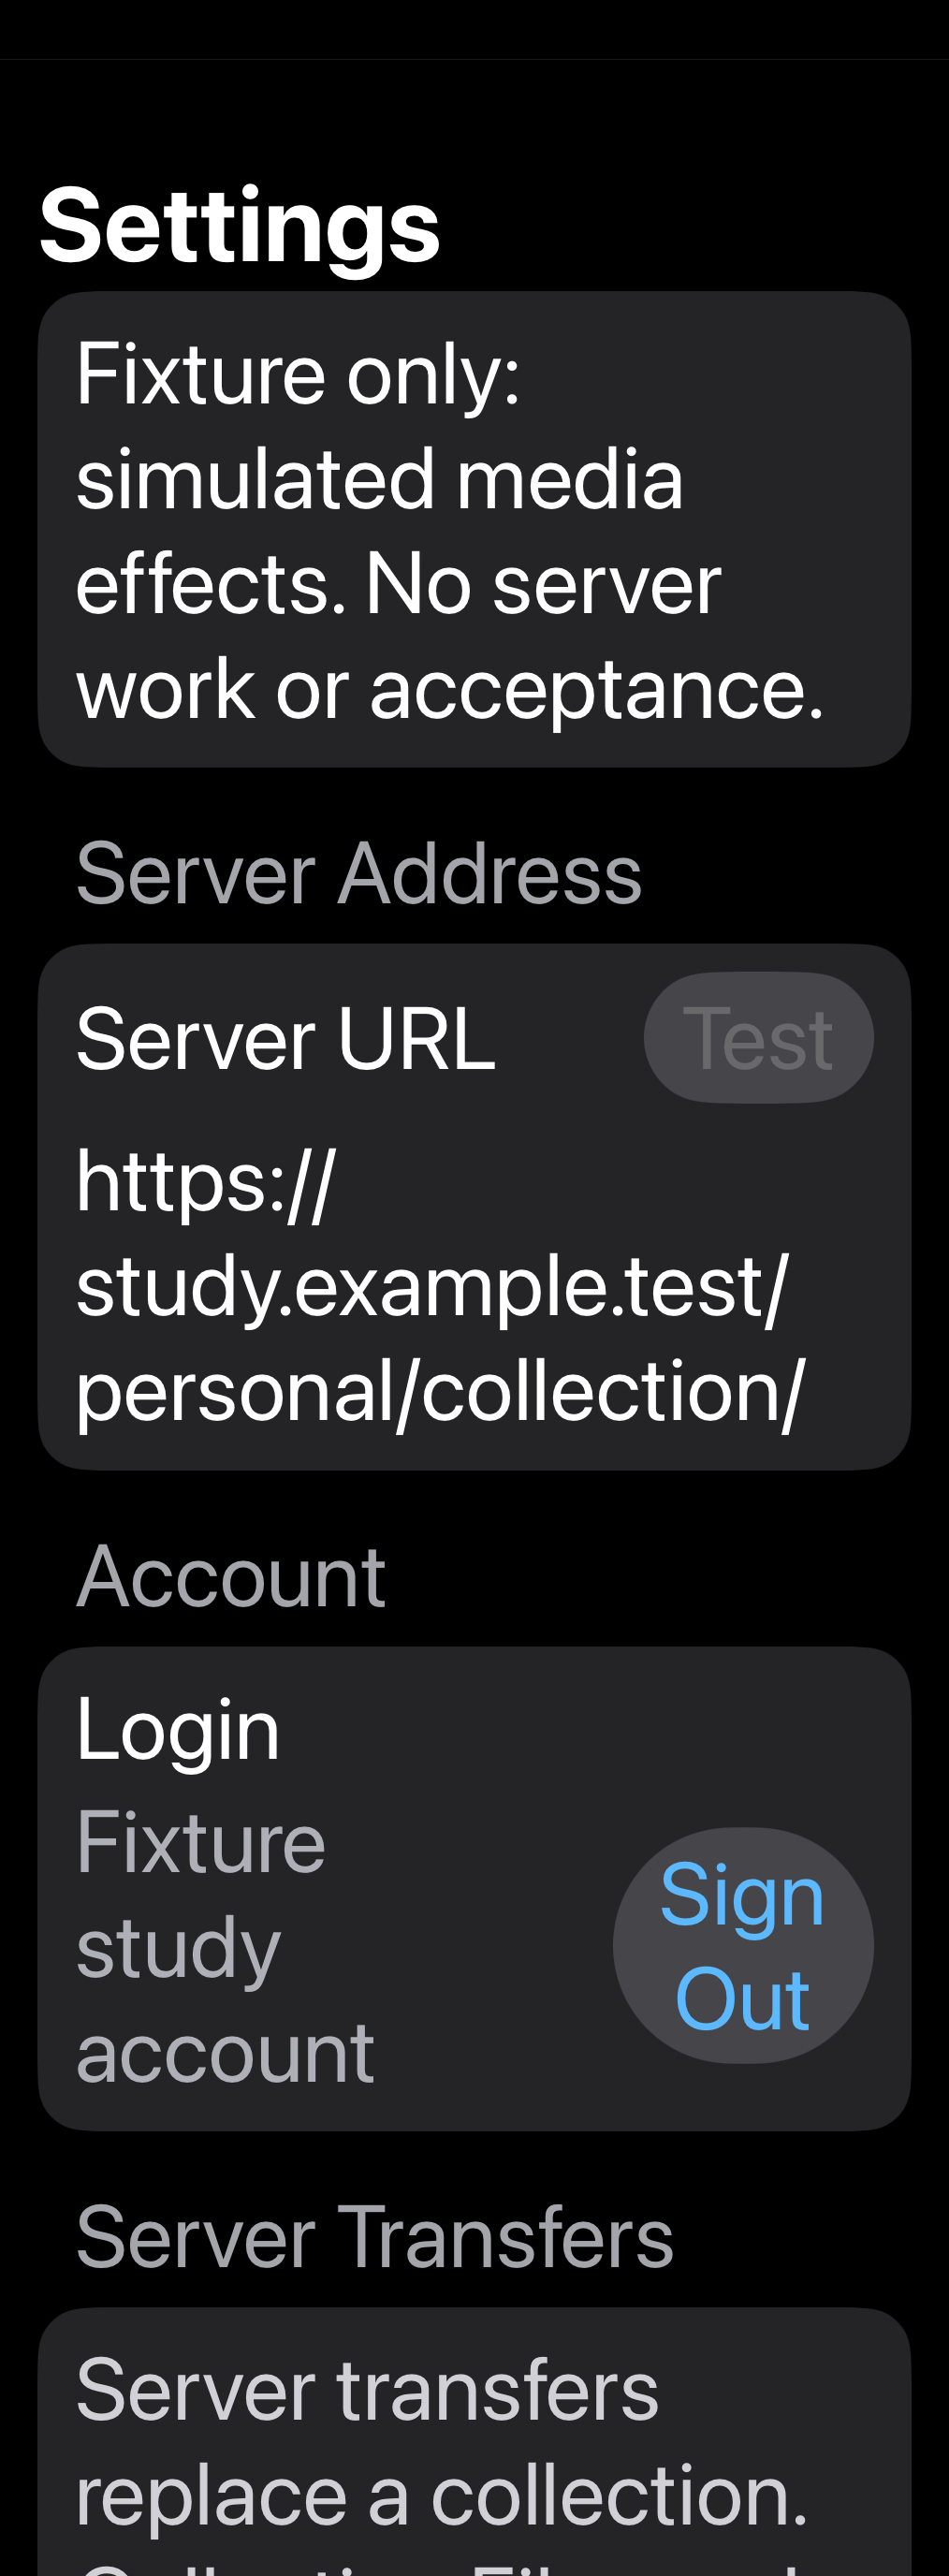 Settings
Fixture only:
simulated media
effects. No server
work or acceptance.
Server Address
Server URL
Test
https://
study.example.test/
personal/collection/
Account
Login
Fixture
study
account
Sign
Out
Server Transfers
Server transfers
replace a collection.